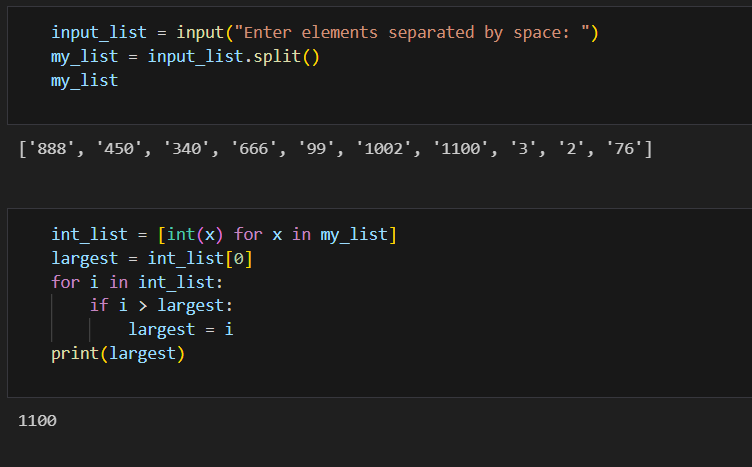 input_list = input("Enter elements separated by space: ")
my_list = input_list.split()
my_list
['888', '450', '340', '666', '99', '1002', '1100', '3', '2', '76']
int_list = [int(x) for x in my_list]
largest = int_list[0]
for i in int_list:
    if i > largest:
        largest = i
print(largest)
1100